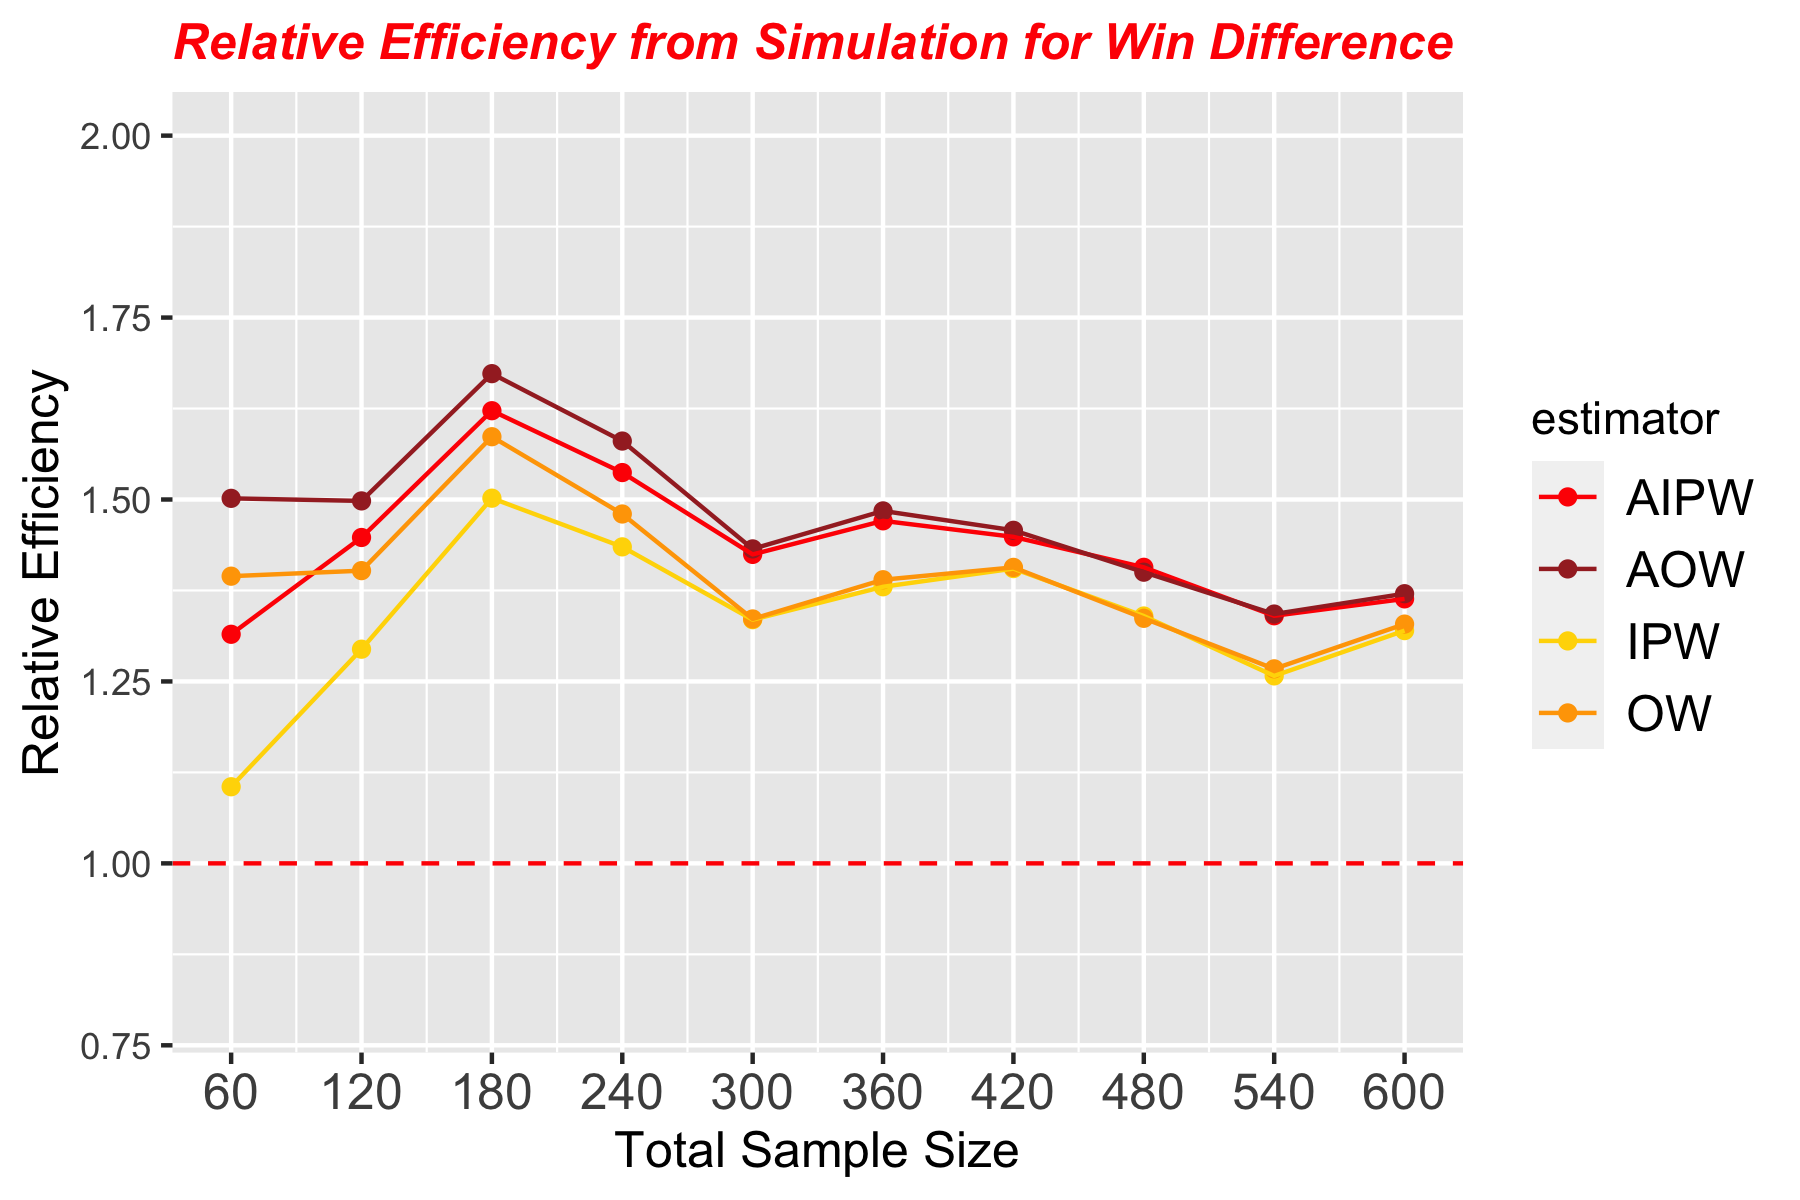 Relative Efficiency from Simulation for Win Difference
Relative Efficiency
2.00
1.75
1.50
1.25
1.00
0.75
60 120 180 240 300 360 420 480 540 600
Total Sample Size
estimator
AIPW
AOW
IPW
OW